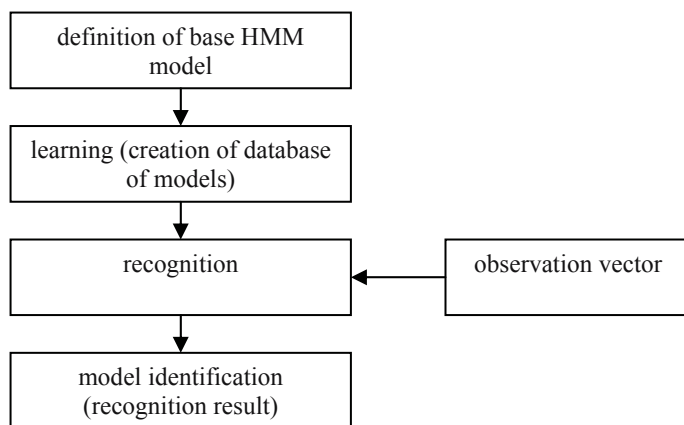 definition of base HMM
model
learning (creation of database
of models)
recognition
observation vector
model identification
(recognition result)